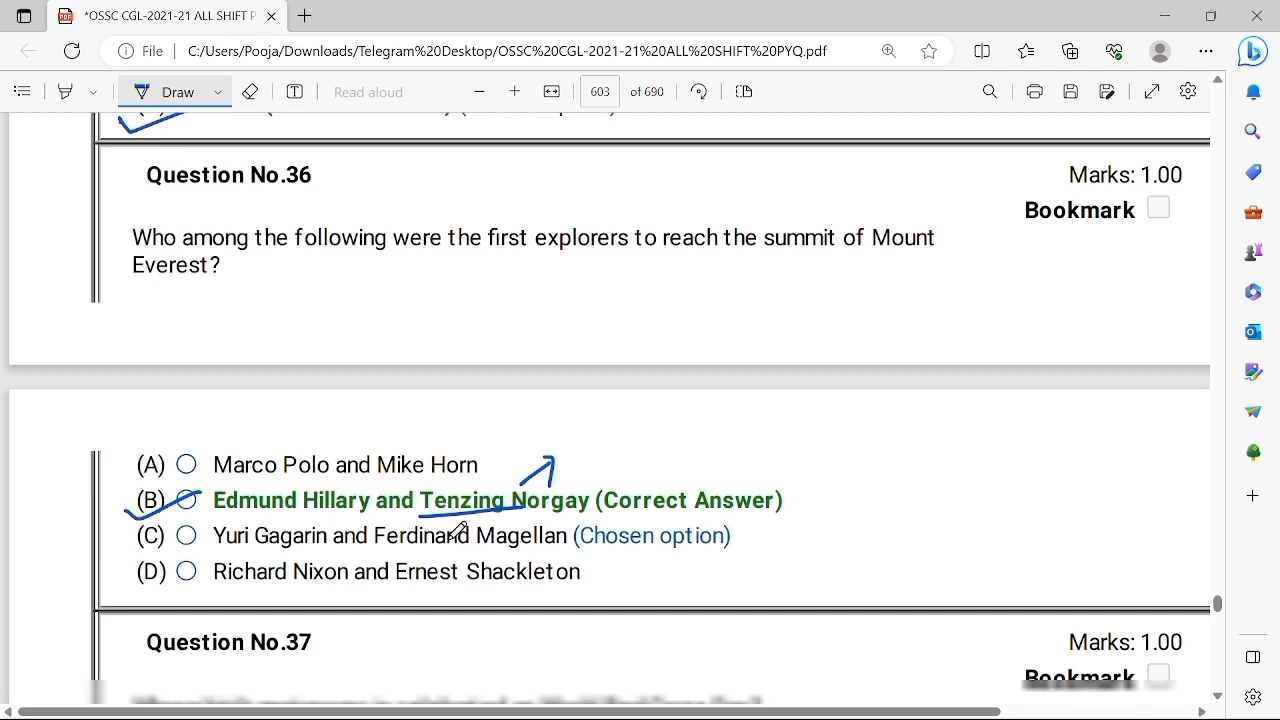 *OSSC CGL-2021-21 ALL SHIFT P
File | C:/Users/Pooja/Downloads/Telegram%20Desktop/OSSC%20CGL-2021-21%20ALL%20SHIFT%20PYQ.pdf
Draw Read aloud 603 of 690
Question No.36 Marks: 1.00
Bookmark
Who among the following were the first explorers to reach the summit of Mount
Everest?
(A) Marco Polo and Mike Horn
(B) Edmund Hillary and Tenzing Norgay (Correct Answer)
(C) Yuri Gagarin and Ferdinand Magellan (Chosen option)
(D) Richard Nixon and Ernest Shackleton
Question No.37 Marks: 1.00
Bookmark